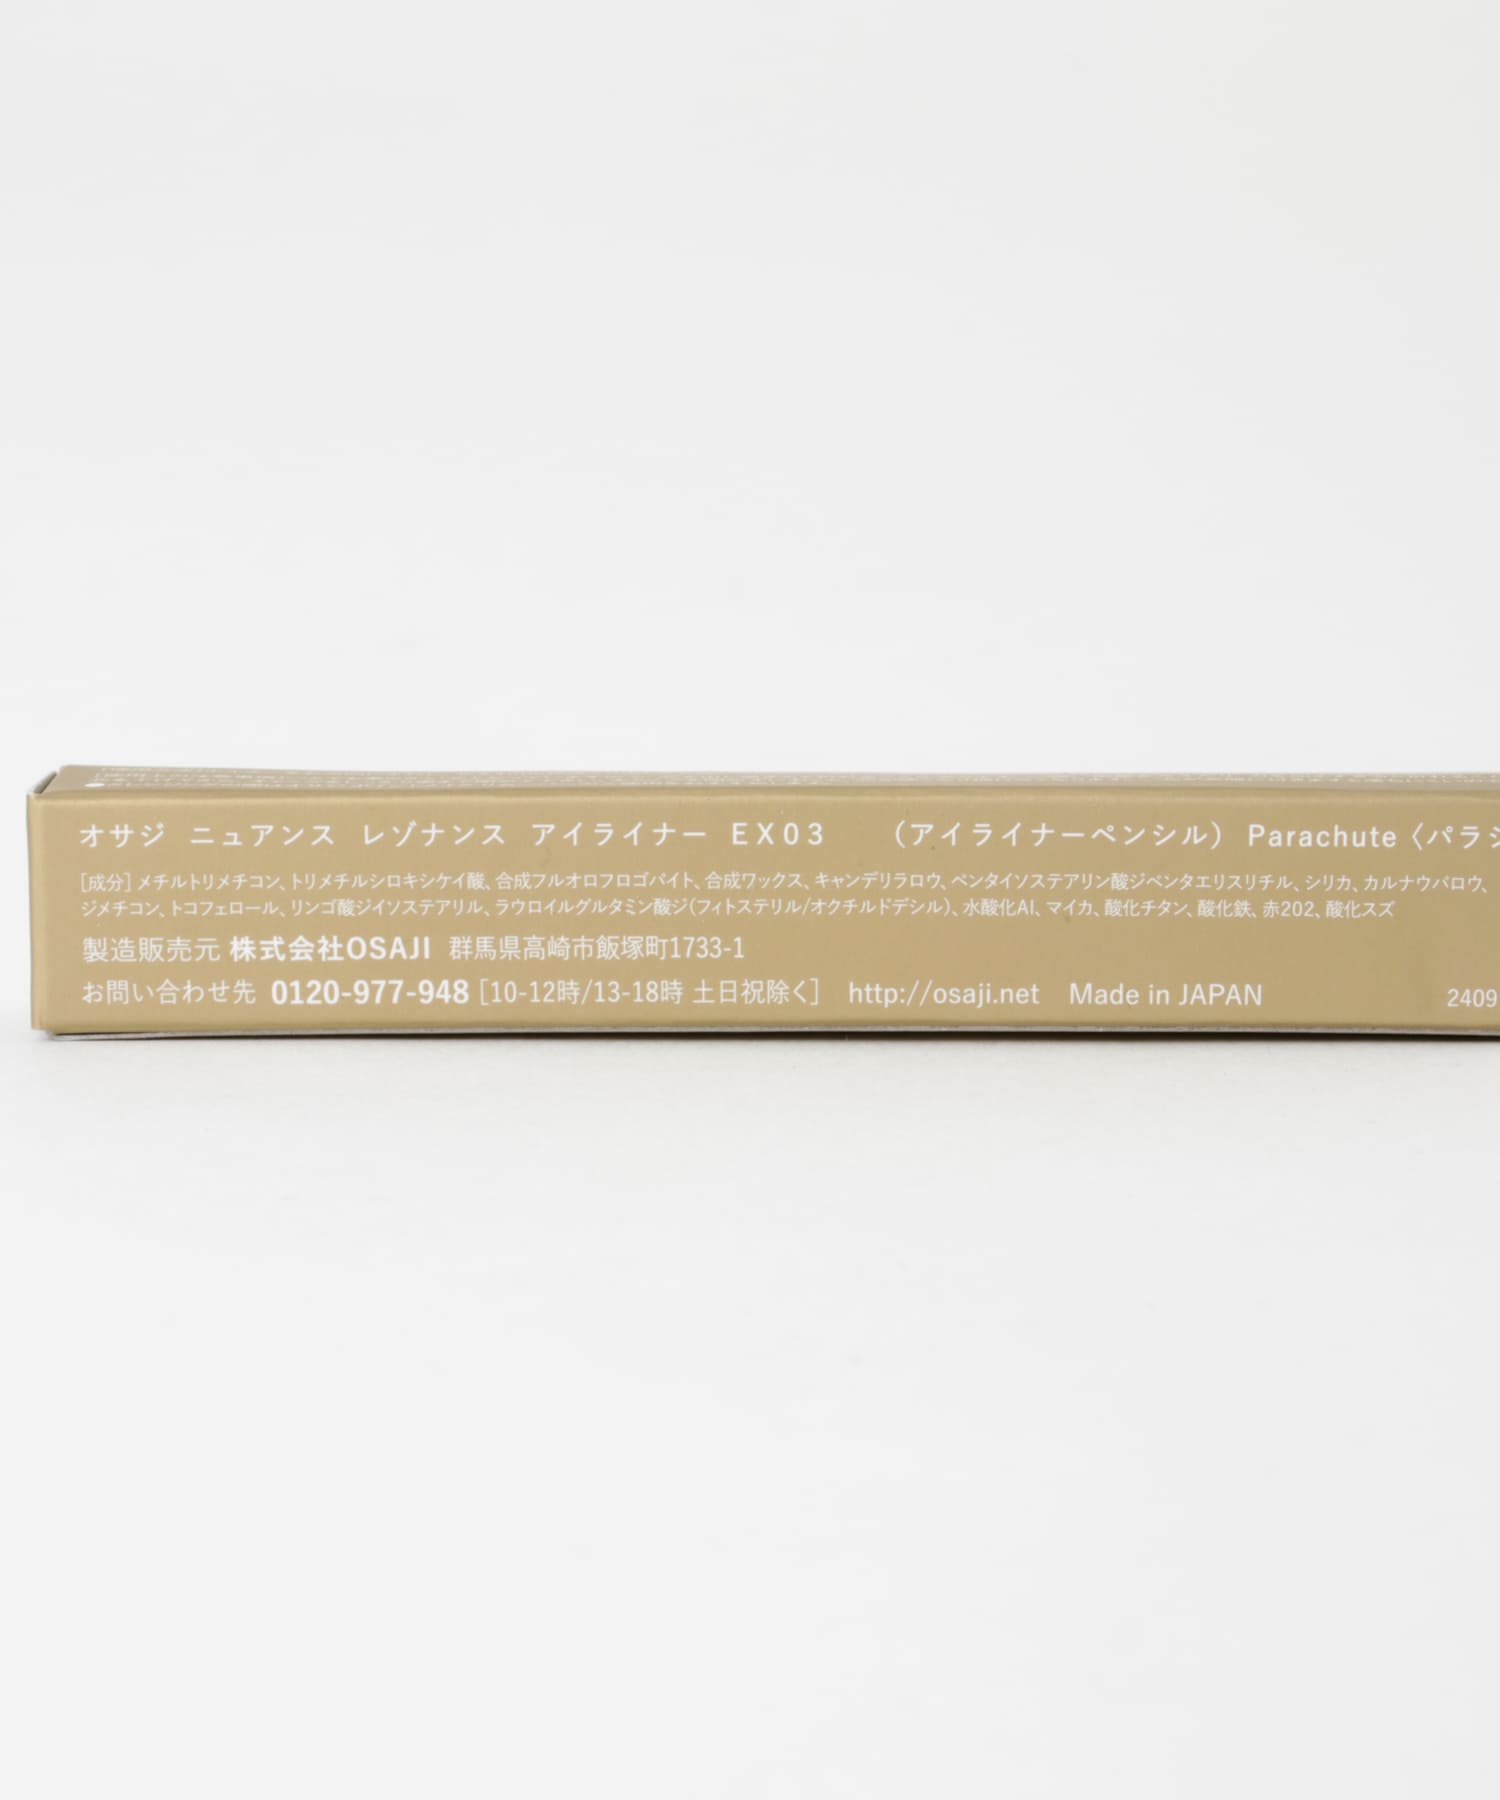 オサジ ニュアンス レゾナンス アイライナー EX03 （アイライナーペンシル） Parachute〈パラシ
[成分] メチルトリメチコン、トリメチルシロキシケイ酸、合成フルオロフロゴパイト、合成ワックス、キャンデリラロウ、ペンタイソステアリン酸ジペンタエリスリチル、シリカ、カルナウバロウ、
ジメチコン、トコフェロール、リンゴ酸ジイソステアリル、ラウロイルグルタミン酸ジ(フィトステリル/オクチルドデシル)、水酸化Al、マイカ、酸化チタン、酸化鉄、赤202、酸化スズ
製造販売元 株式会社OSAJI 群馬県高崎市飯塚町1733-1
お問い合わせ先 0120-977-948 [10-12時/13-18時 土日祝除く] http://osaji.net Made in JAPAN 2409